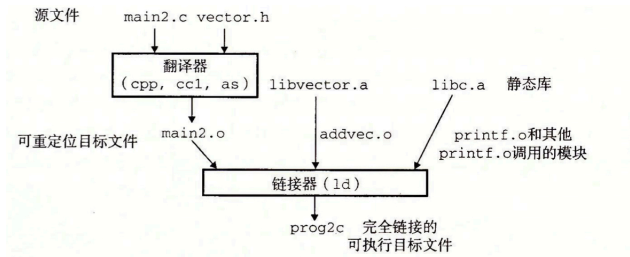 源文件 main2.c vector.h
翻译器
(cpp, cc1, as)
libvector.a libc.a 静态库
可重定位目标文件 main2.o addvec.o printf.o和其他
printf.o调用的模块
链接器(ld)
prog2c 完全链接的
可执行目标文件